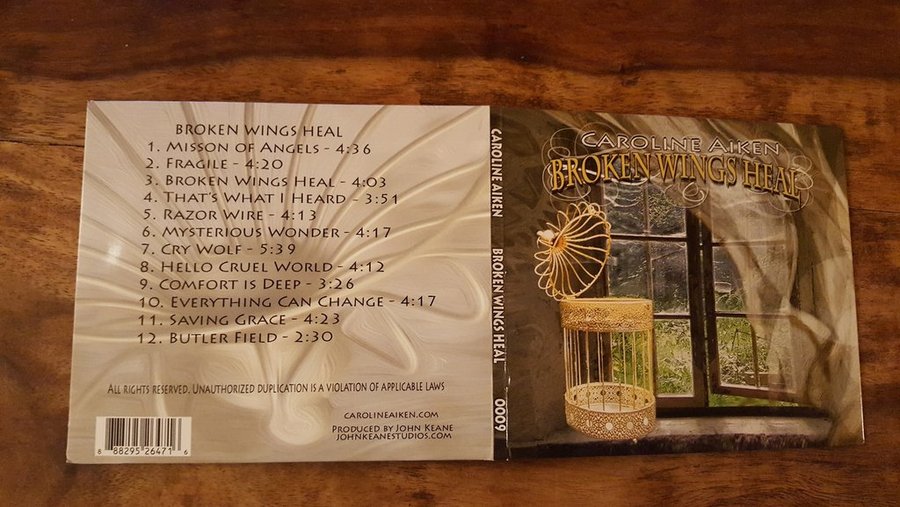 BROKEN WINGS HEAL
1. Misson of Angels - 4:36
2. Fragile - 4:20
3. Broken Wings Heal - 4:03
4. That's What I Heard - 3:51
5. Razor Wire - 4:13
6. Mysterious Wonder - 4:17
7. Cry Wolf - 5:39
8. Hello Cruel World - 4:12
9. Comfort is Deep - 3:26
10. Everything Can Change - 4:17
11. Saving Grace - 4:23
12. Butler Field - 2:30
All rights reserved. Unauthorized duplication is a violation of applicable laws
carolineaiken.com
Produced by John Keane
johnkeanestudios.com
8 88295 26471 6
CAROLINE AIKEN BROKEN WINGS HEAL 0009
CAROLINE AIKEN
BROKEN WINGS HEAL